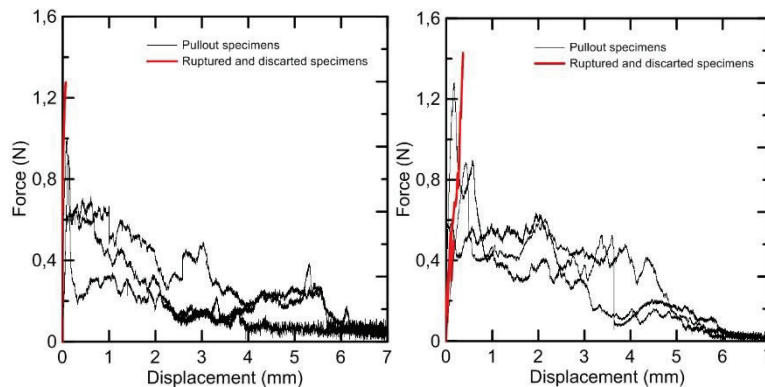 1,6
Pullout specimens
Ruptured and discarted specimens
1,2
0,8
0,4
0
Force (N)
0 1 2 3 4 5 6 7
Displacement (mm)
1,6
Pullout specimens
Ruptured and discarted specimens
1,2
0,8
0,4
0
Force (N)
0 1 2 3 4 5 6 7
Displacement (mm)